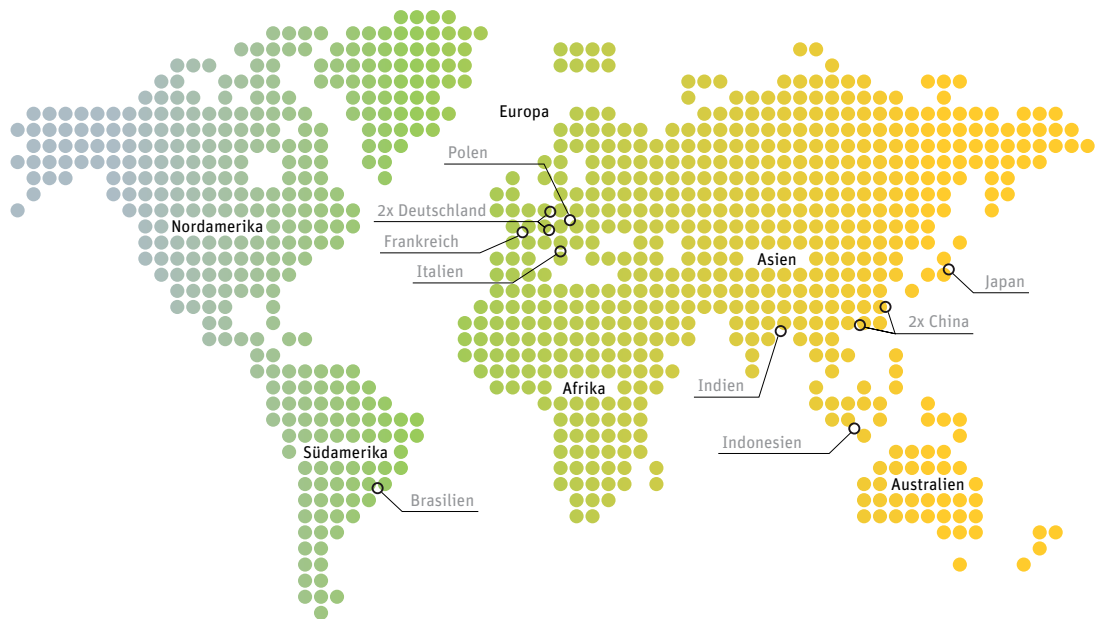 Europa
Polen
2x Deutschland
Nordamerika
Frankreich
Asien
Italien
Japan
2x China
Indien
Afrika
Indonesien
Südamerika
Australien
Brasilien